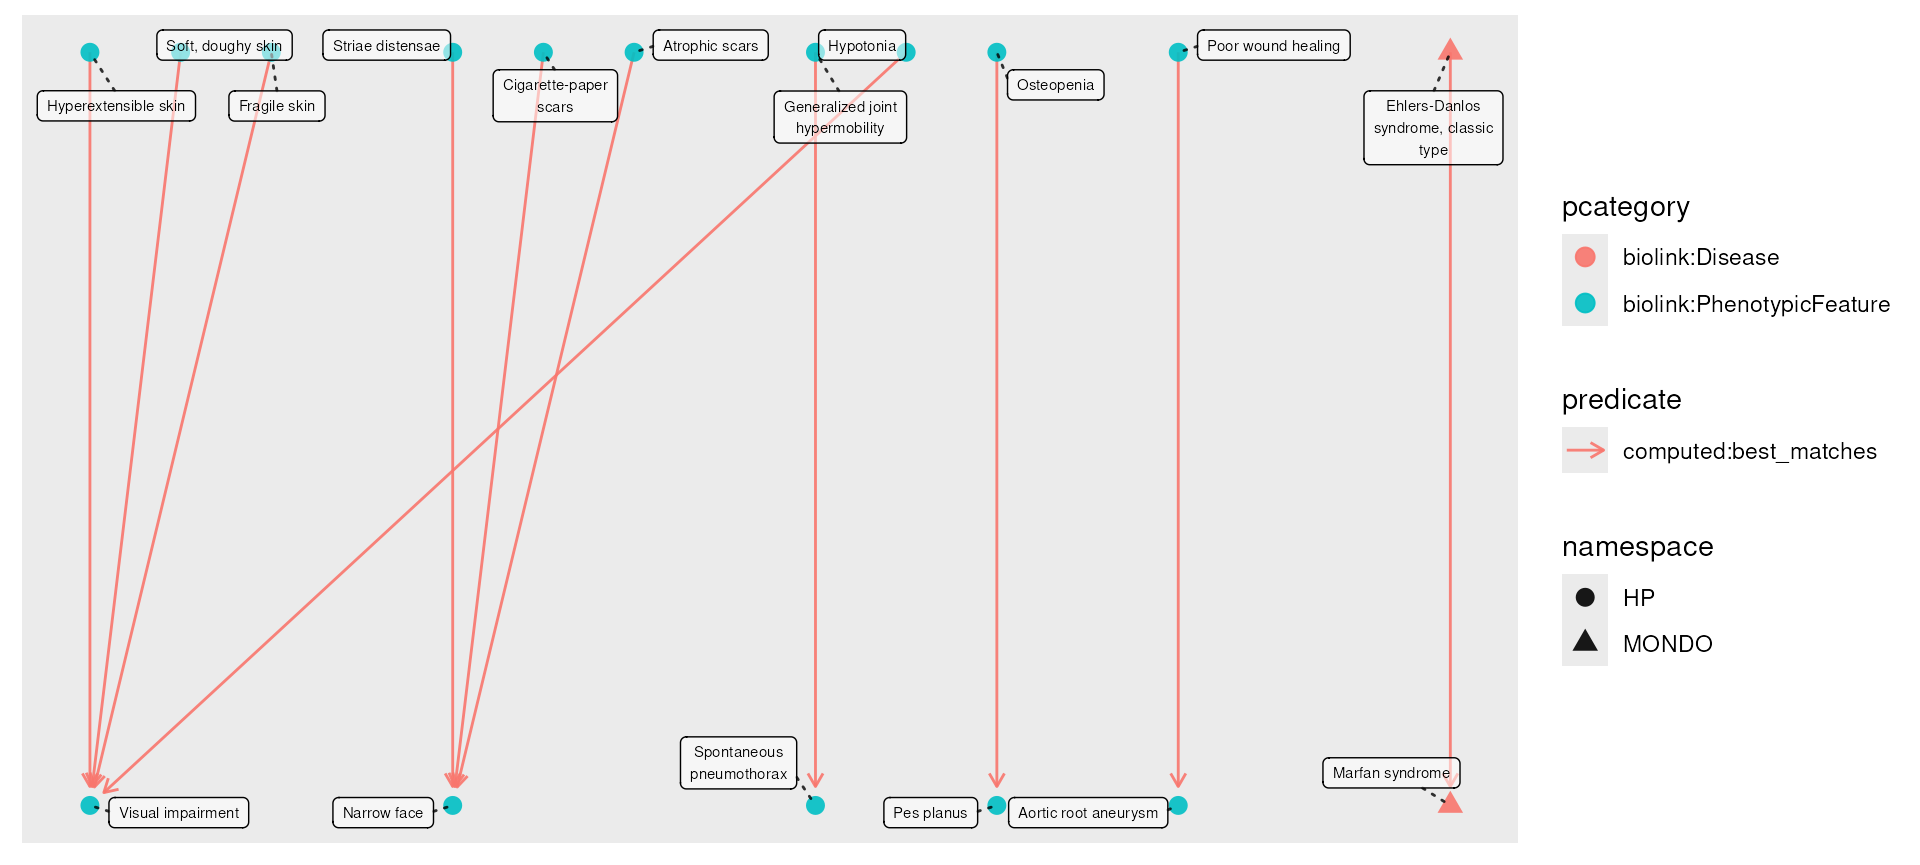 Soft, doughy skin
Striae distensae
Atrophic scars
Hypotonia
Poor wound healing
Hyperextensible skin
Fragile skin
Cigarette-paper
scars
Generalized joint
hypermobility
Osteopenia
Ehlers-Danlos
syndrome, classic
type
Spontaneous
pneumothorax
Marfan syndrome
Visual impairment
Narrow face
Pes planus
Aortic root aneurysm
pcategory
biolink:Disease
biolink:PhenotypicFeature
predicate
computed:best_matches
namespace
HP
MONDO